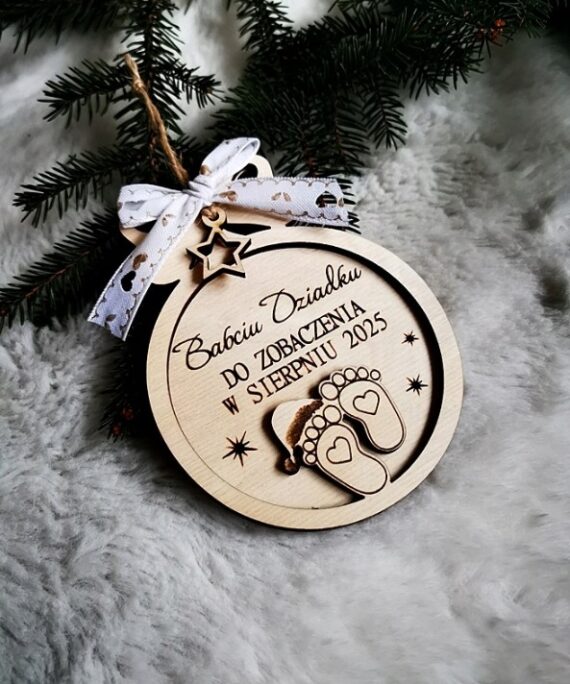 Babciu Dziadku
DO ZOBACZENIA
W SIERPNIU 2025